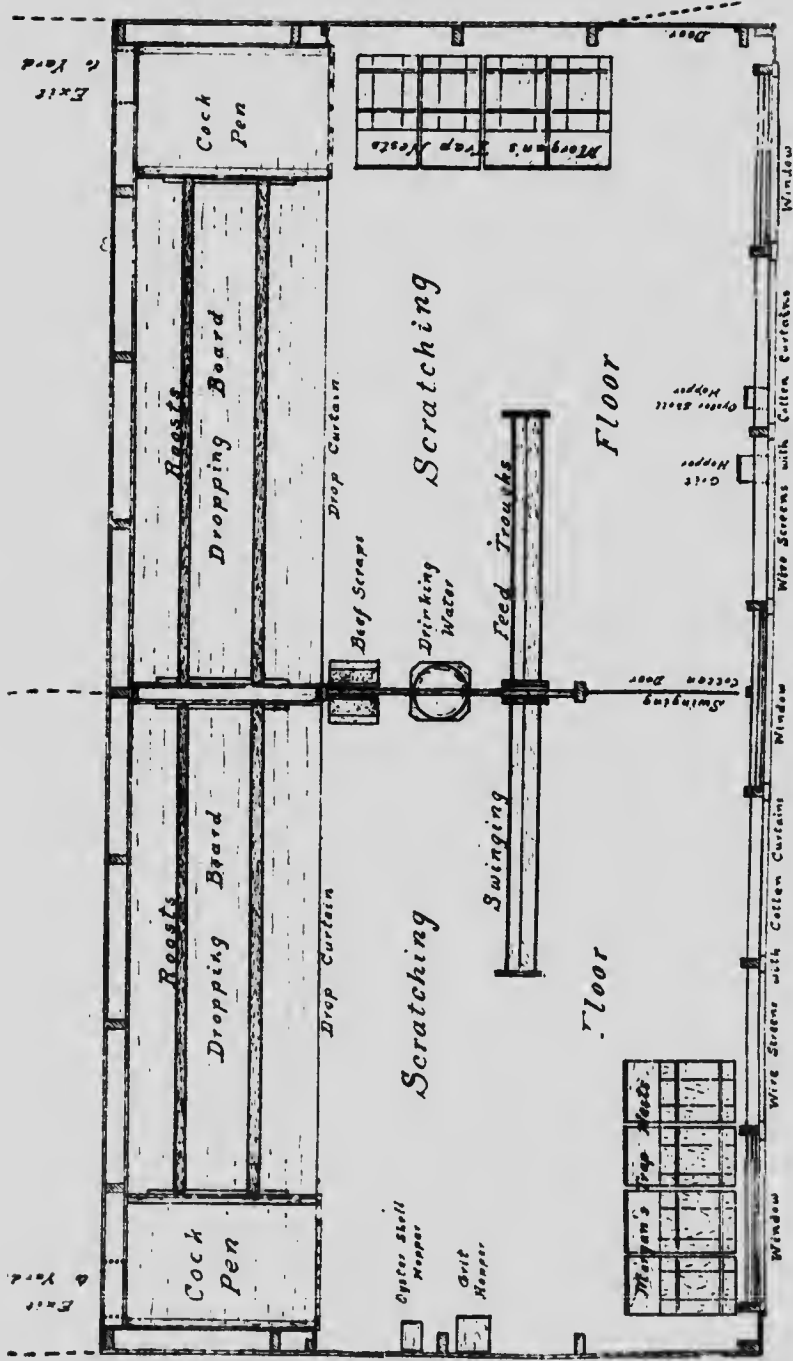 Exit
to Yard
Cock
Pen
Roosts
Dropping Board
Drop Curtain
Morgan's Trap Nests
Door
Beef Scraps
Drinking
Water
Scratching
Floor
Swinging Feed Troughs
Oyster Shell
Hopper
Grit
Hopper
Swinging
Cotton Door
Window
Wire Screens with Cotton Curtains
Window
Exit
to Yard.
Cock
Pen
Roosts
Dropping Board
Drop Curtain
Scratching
Floor
Oyster Shell
Hopper
Grit
Hopper
Morgan's Trap Nests
Wire Screens with Cotton Curtains
Window